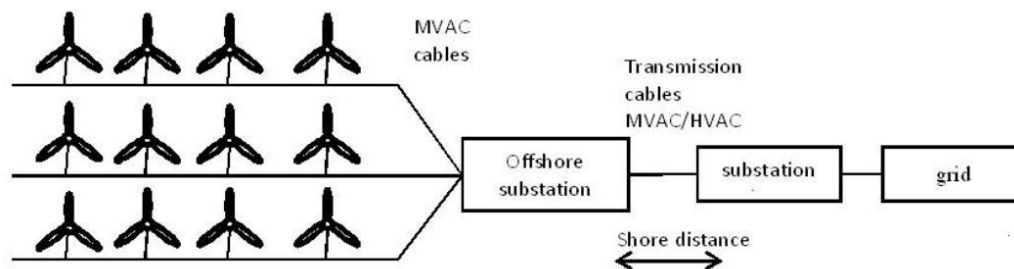 MVAC
cables
Transmission
cables
MVAC/HVAC
Offshore
substation
substation
grid
Shore distance